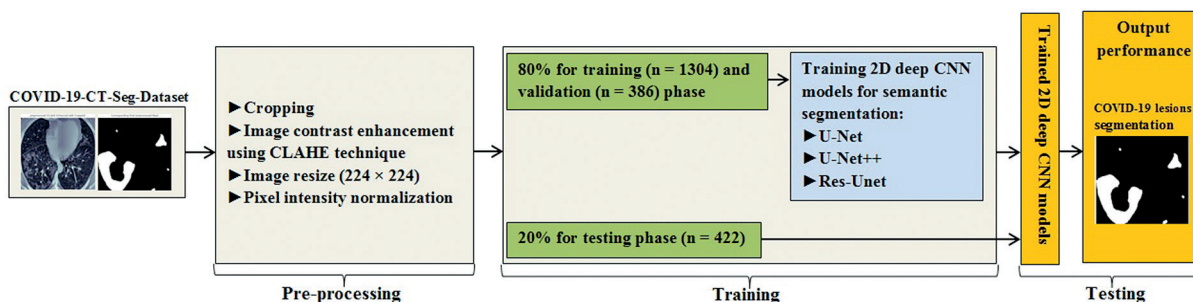 COVID-19-CT-Seg-Dataset
►Cropping
►Image contrast enhancement
using CLAHE technique
►Image resize (224 × 224)
►Pixel intensity normalization
Pre-processing
80% for training (n = 1304) and
validation (n = 386) phase
Training 2D deep CNN
models for semantic
segmentation:
►U-Net
►U-Net++
►Res-Unet
20% for testing phase (n = 422)
Training
Trained 2D deep
CNN models
Output
performance
COVID-19 lesions
segmentation
Testing